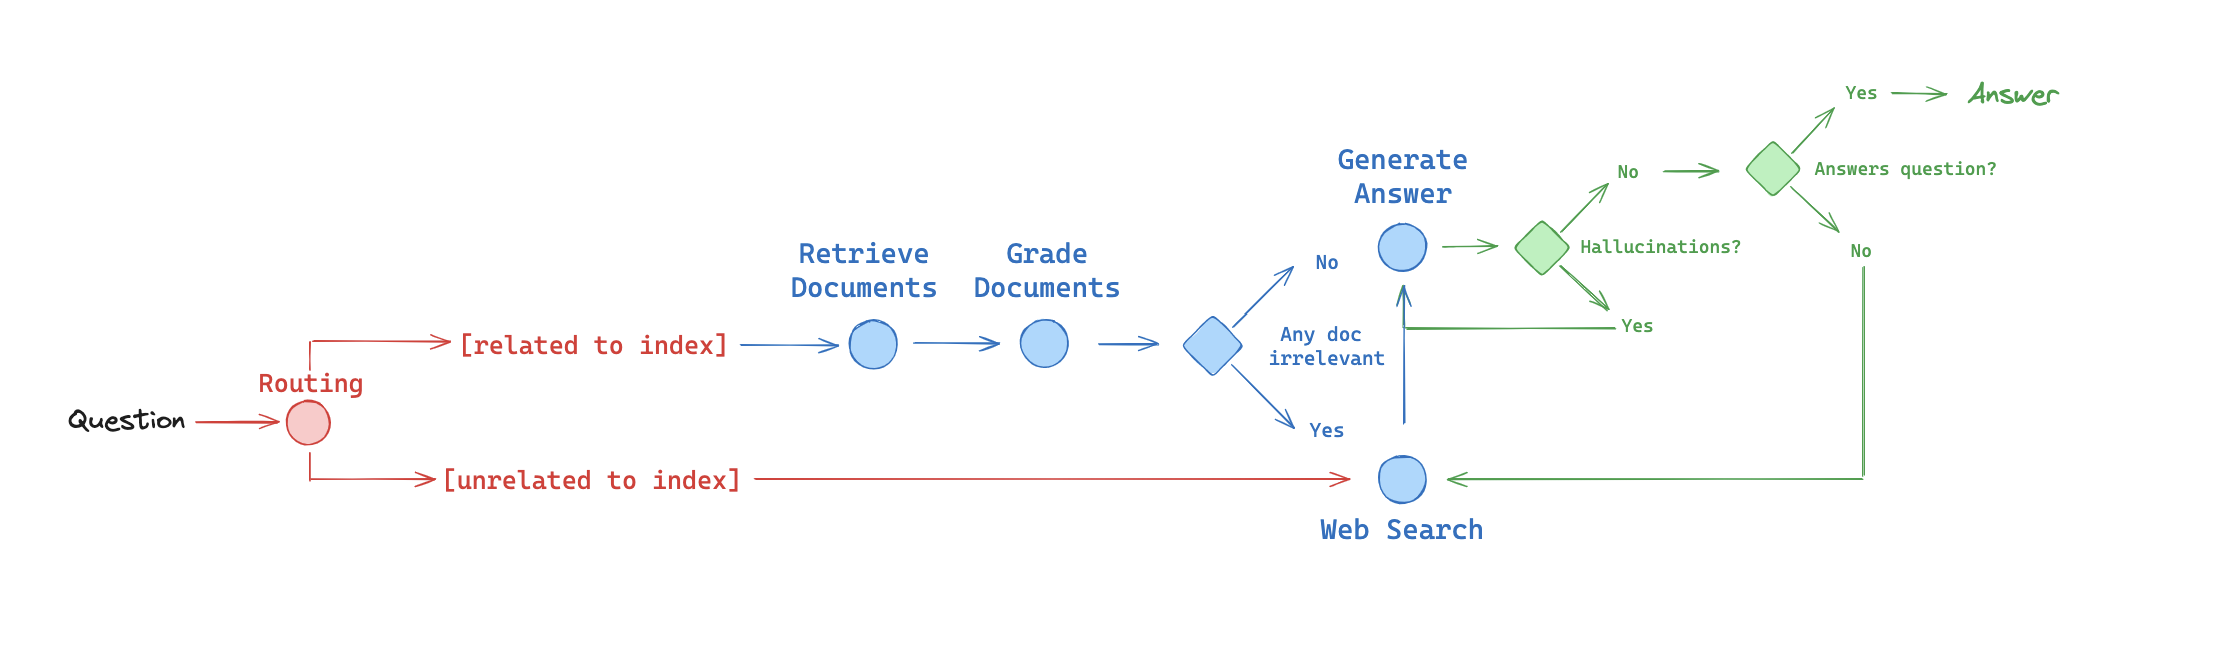 Yes
Answer
Generate
Answer
No
Answers question?
Retrieve
Documents
Grade
Documents
No
Hallucinations?
No
Yes
Any doc
irrelevant
[related to index]
Routing
Question
Yes
[unrelated to index]
Web Search